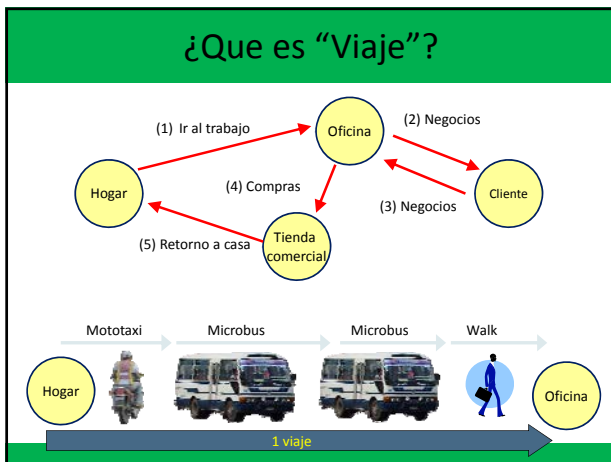 ¿Que es “Viaje”?
(1) Ir al trabajo
Oficina
(2) Negocios
Hogar
(4) Compras
Cliente
(3) Negocios
(5) Retorno a casa
Tienda
comercial
Mototaxi
Microbus
Microbus
Walk
Hogar
Oficina
1 viaje